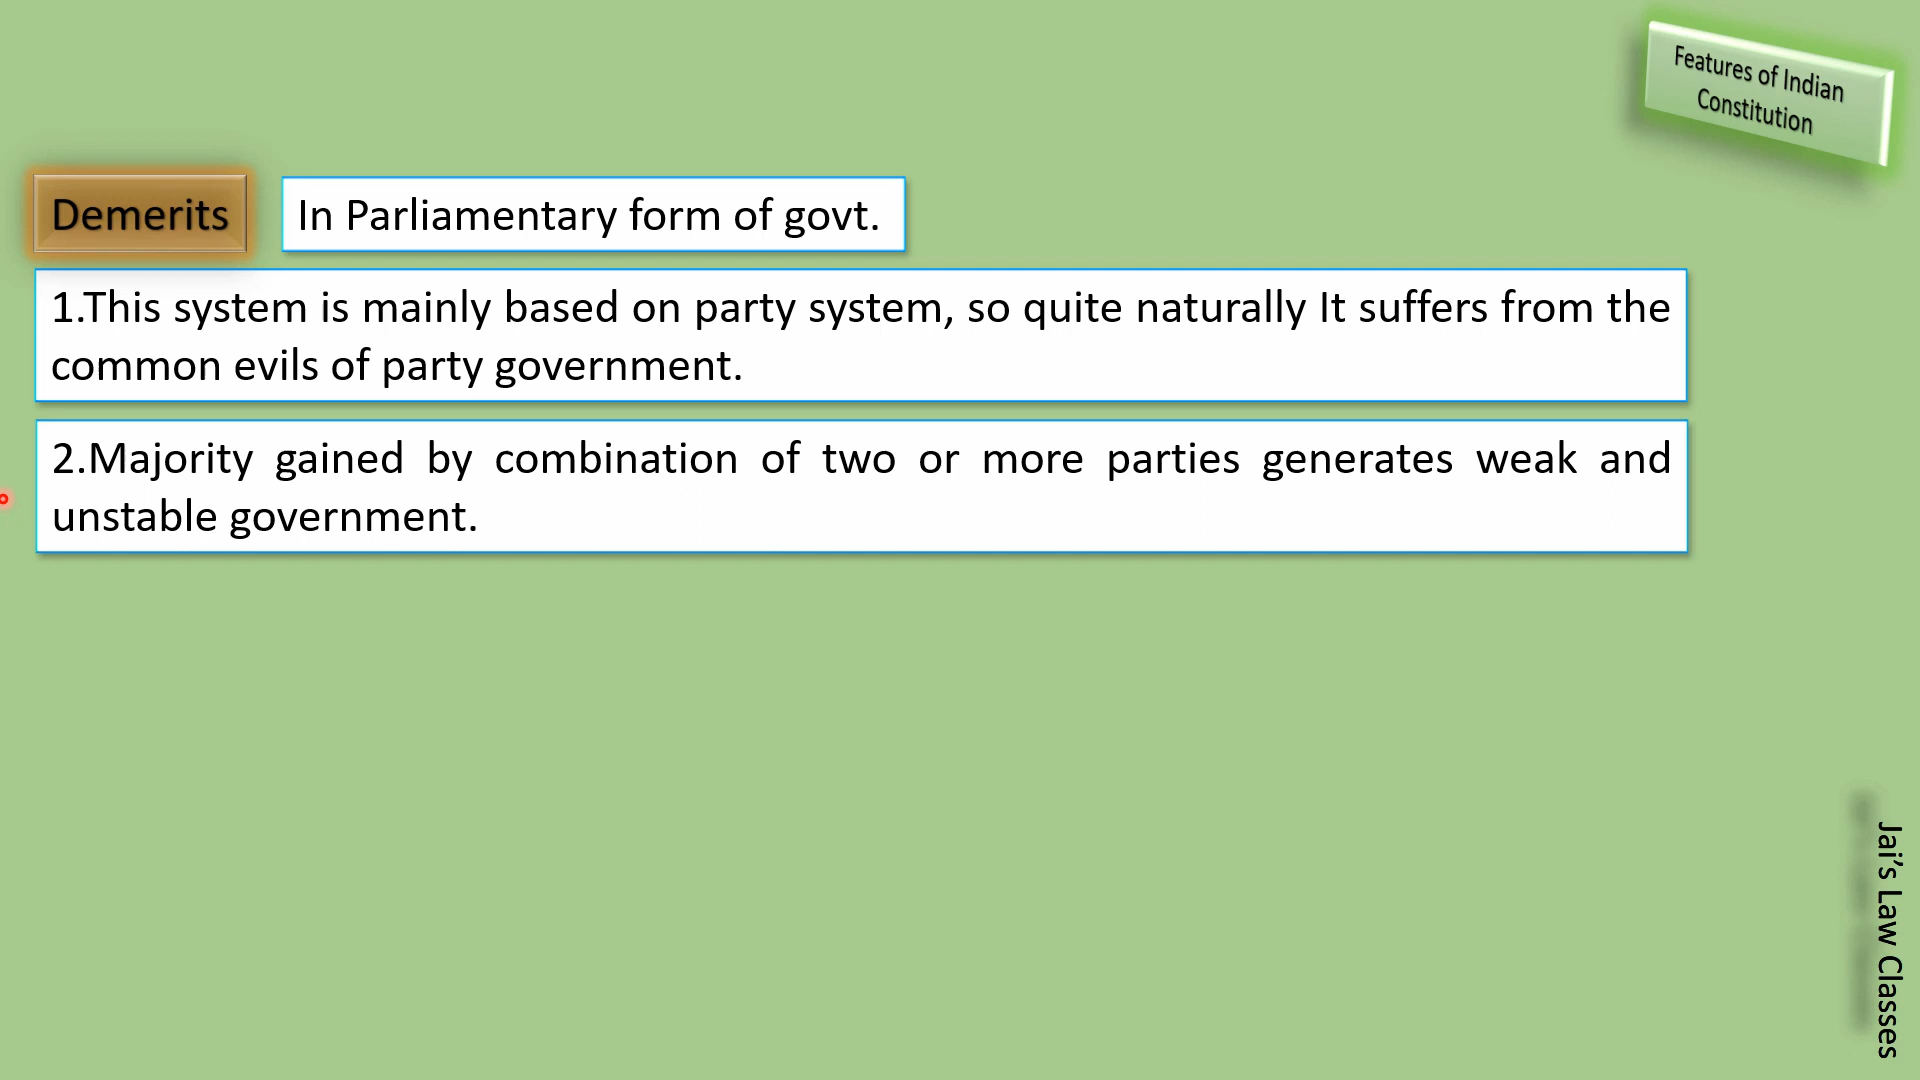 Features of Indian
Constitution
Demerits
In Parliamentary form of govt.
1.This system is mainly based on party system, so quite naturally It suffers from the
common evils of party government.
2.Majority gained by combination of two or more parties generates weak and
unstable government.
Jai's Law Classes